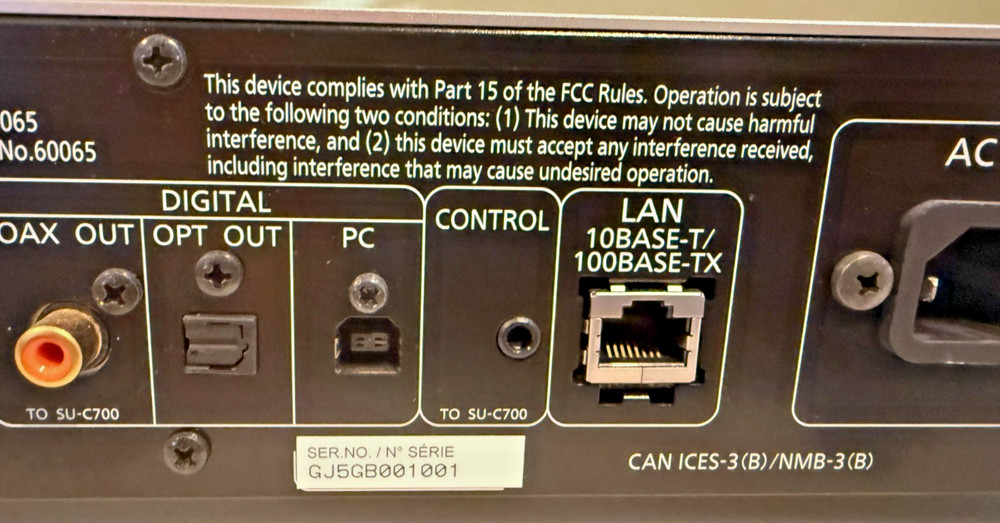 This device complies with Part 15 of the FCC Rules. Operation is subject
to the following two conditions: (1) This device may not cause harmful
interference, and (2) this device must accept any interference received,
including interference that may cause undesired operation.
065
No.60065
AC
DIGITAL
OAX OUT
OPT OUT
PC
CONTROL
LAN
10BASE-T/
100BASE-TX
TO SU-C700
TO SU-C700
SER.NO. / N° SÉRIE
GJ5GB001001
CAN ICES-3(B)/NMB-3(B)